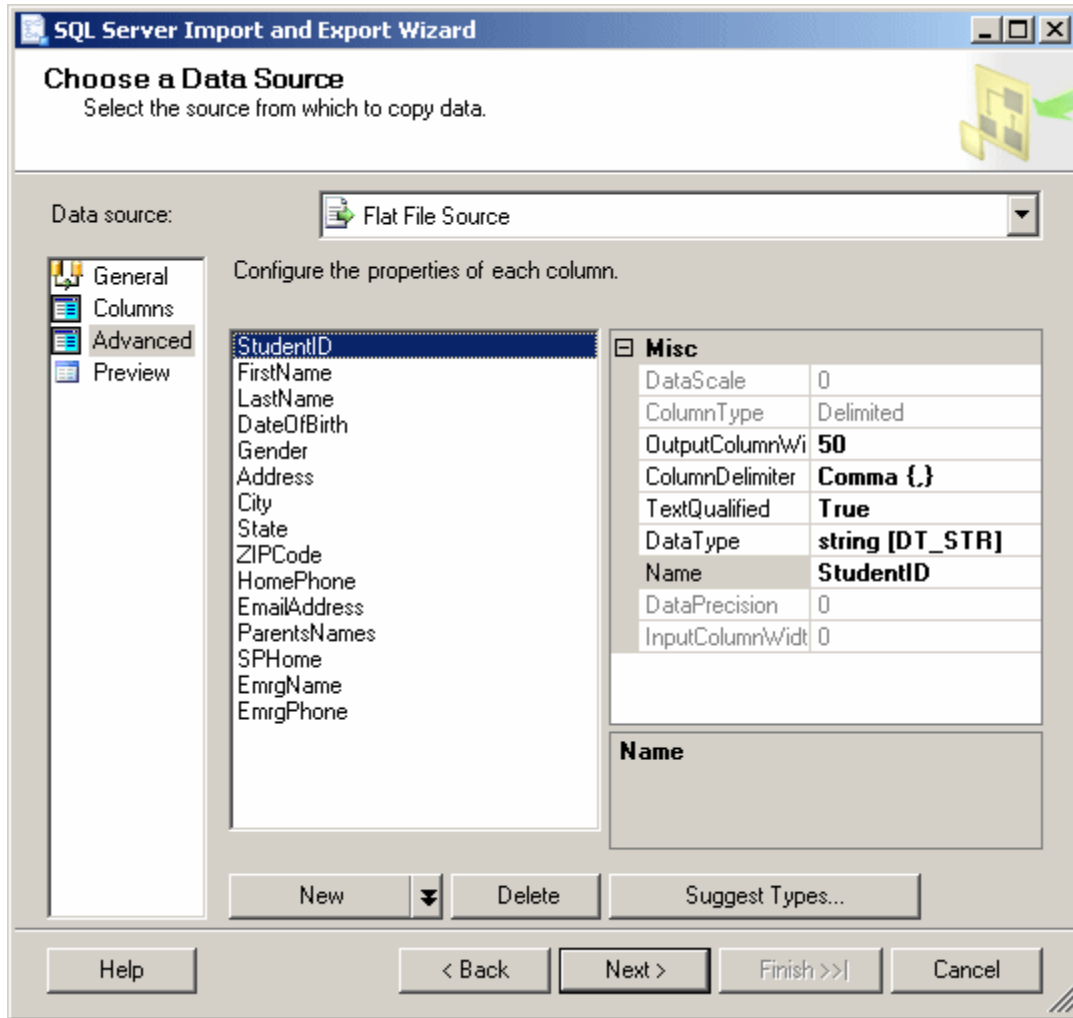 SQL Server Import and Export Wizard
Choose a Data Source
Select the source from which to copy data.
Data source:
Flat File Source
General
Columns
Advanced
Preview
Configure the properties of each column.
StudentID
FirstName
LastName
DateOfBirth
Gender
Address
City
State
ZIPCode
HomePhone
EmailAddress
ParentsNames
SPHome
EmrgName
EmrgPhone
Misc
DataScale 0
ColumnType Delimited
OutputColumnWi 50
ColumnDelimiter Comma {,}
TextQualified True
DataType string [DT_STR]
Name StudentID
DataPrecision 0
InputColumnWidt 0
Name
New
Delete
Suggest Types...
Help
< Back
Next >
Finish >>|
Cancel